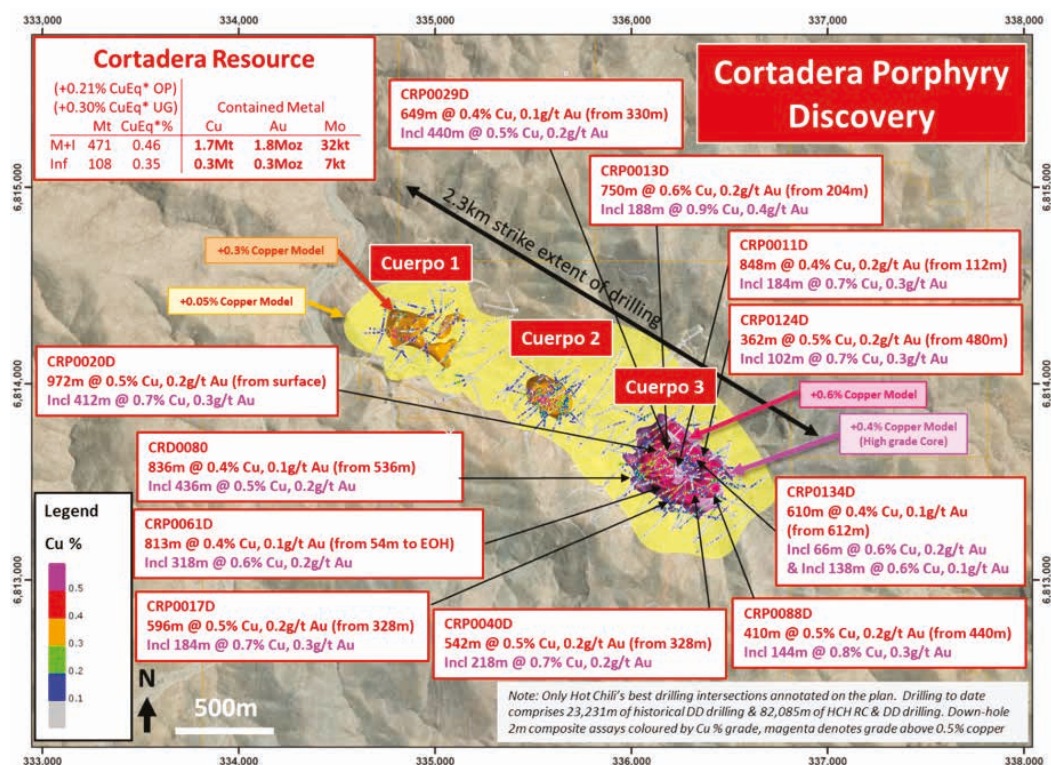 333,000 334,000 335,000 336,000 337,000 338,000
Cortadera Resource
(+0.21% CuEq* OP)
(+0.30% CuEq* UG) Contained Metal
Mt CuEq*% Cu Au Mo
M+I 471 0.46 1.7Mt 1.8Moz 32kt
Inf 108 0.35 0.3Mt 0.3Moz 7kt
Cortadera Porphyry
Discovery
CRP0029D
649m @ 0.4% Cu, 0.1g/t Au (from 330m)
Incl 440m @ 0.5% Cu, 0.2g/t Au
CRP0013D
750m @ 0.6% Cu, 0.2g/t Au (from 204m)
Incl 188m @ 0.9% Cu, 0.4g/t Au
6,815,000 6,815,000
2.3km strike extent of drilling
CRP0011D
848m @ 0.4% Cu, 0.2g/t Au (from 112m)
Incl 184m @ 0.7% Cu, 0.3g/t Au
+0.3% Copper Model
Cuerpo 1
+0.05% Copper Model
CRP0124D
362m @ 0.5% Cu, 0.2g/t Au (from 480m)
Incl 102m @ 0.7% Cu, 0.3g/t Au
Cuerpo 2
Cuerpo 3
6,814,000 6,814,000
CRP0020D
972m @ 0.5% Cu, 0.2g/t Au (from surface)
Incl 412m @ 0.7% Cu, 0.3g/t Au
+0.6% Copper Model
+0.4% Copper Model
(High grade Core)
CRD0080
836m @ 0.4% Cu, 0.1g/t Au (from 536m)
Incl 436m @ 0.5% Cu, 0.2g/t Au
CRP0134D
610m @ 0.4% Cu, 0.1g/t Au
(from 612m)
Incl 66m @ 0.6% Cu, 0.2g/t Au
& Incl 138m @ 0.6% Cu, 0.1g/t Au
CRP0061D
813m @ 0.4% Cu, 0.1g/t Au (from 54m to EOH)
Incl 318m @ 0.6% Cu, 0.2g/t Au
6,813,000 6,813,000
CRP0017D
596m @ 0.5% Cu, 0.2g/t Au (from 328m)
Incl 184m @ 0.7% Cu, 0.3g/t Au
CRP0040D
542m @ 0.5% Cu, 0.2g/t Au (from 328m)
Incl 218m @ 0.7% Cu, 0.2g/t Au
CRP0088D
410m @ 0.5% Cu, 0.2g/t Au (from 440m)
Incl 144m @ 0.8% Cu, 0.3g/t Au
Legend
Cu %
0.5
0.4
0.3
0.2
0.1
N
500m
Note: Only Hot Chili's best drilling intersections annotated on the plan. Drilling to date
comprises 23,231m of historical DD drilling & 82,085m of HCH RC & DD drilling. Down-hole
2m composite assays coloured by Cu % grade, magenta denotes grade above 0.5% copper
333,000 334,000 335,000 336,000 337,000 338,000